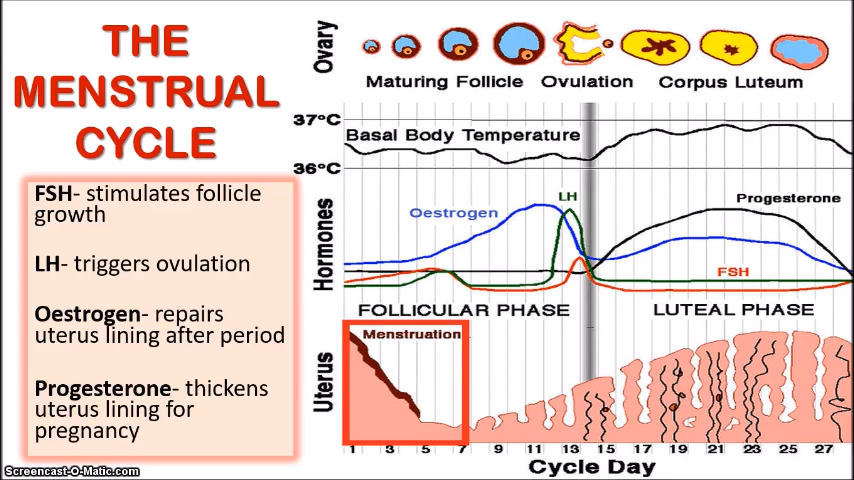 THE
MENSTRUAL
CYCLE
FSH- stimulates follicle
growth
LH- triggers ovulation
Oestrogen- repairs
uterus lining after period
Progesterone- thickens
uterus lining for
pregnancy
Screencast-O-Matic.com
Ovary
Maturing Follicle Ovulation Corpus Luteum
37°C
Basal Body Temperature
36°C
Hormones
LH
Progesterone
Oestrogen
FSH
FOLLICULAR PHASE LUTEAL PHASE
Uterus
Menstruation
1 3 5 7 9 11 13 15 17 19 21 23 25 27
Cycle Day